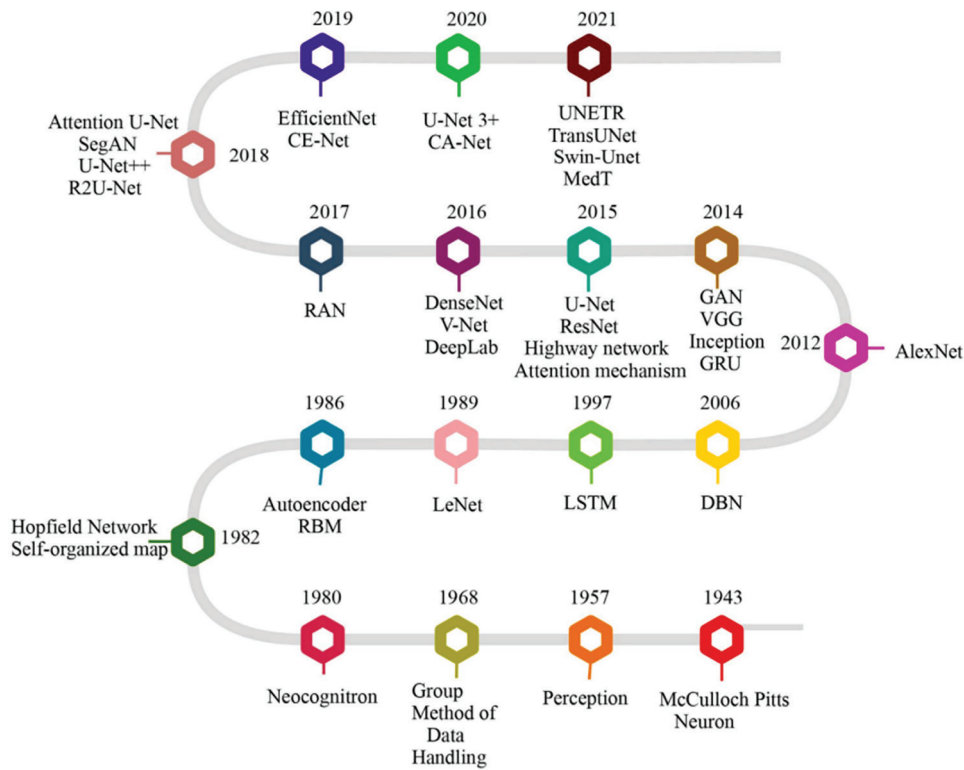 2019
2020
2021
EfficientNet
CE-Net
U-Net 3+
CA-Net
UNETR
TransUNet
Swin-Unet
MedT
Attention U-Net
SegAN
U-Net++
R2U-Net
2018
2017
2016
2015
2014
RAN
DenseNet
V-Net
DeepLab
U-Net
ResNet
Highway network
Attention mechanism
GAN
VGG
Inception
GRU
2012
AlexNet
1986
1989
1997
2006
Autoencoder
RBM
LeNet
LSTM
DBN
Hopfield Network
Self-organized map
1982
1980
1968
1957
1943
Neocognitron
Group
Method of
Data
Handling
Perception
McCulloch Pitts
Neuron